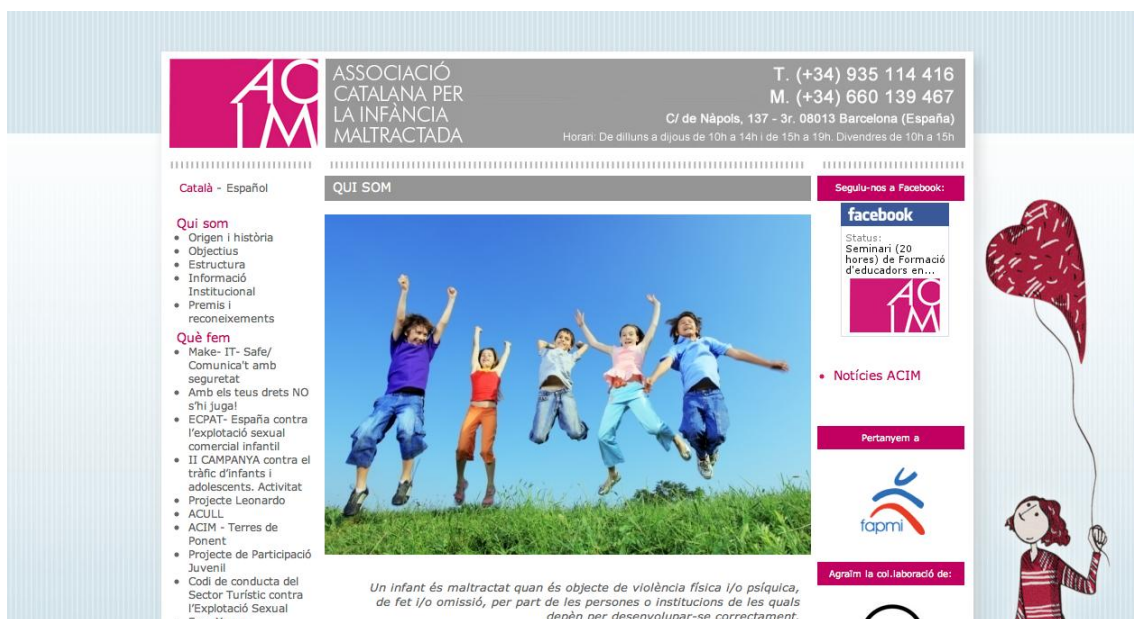 ACIM
ASSOCIACIÓ
CATALANA PER
LA INFÀNCIA
MALTRACTADA
T. (+34) 935 114 416
M. (+34) 660 139 467
C/ de Nàpols, 137 - 3r. 08013 Barcelona (España)
Horari: De dilluns a dijous de 10h a 14h i de 15h a 19h. Divendres de 10h a 15h
Català - Español
Qui som
Origen i història
Objectius
Estructura
Informació
Institucional
Premis i
reconeixements
Què fem
Make- IT- Safe/
Comunica't amb
seguretat
Amb els teus drets NO
s'hi juga!
ECPAT- España contra
l'explotació sexual
comercial infantil
II CAMPANYA contra el
tràfic d'infants i
adolescents. Activitat
Projecte Leonardo
ACULL
ACIM - Terres de
Ponent
Projecte de Participació
Juvenil
Codi de conducta del
Sector Turístic contra
l'Explotació Sexual
QUI SOM
Un infant és maltractat quan és objecte de violència física i/o psíquica,
de fet i/o omissió, per part de les persones o institucions de les quals
depèn per desenvolupar-se correctament.
Seguiu-nos a Facebook:
facebook
Status:
Seminari (20
hores) de Formació
d'educadors en...
ACIM
Notícies ACIM
Pertanyem a
fapmi
Agraïm la col.laboració de: